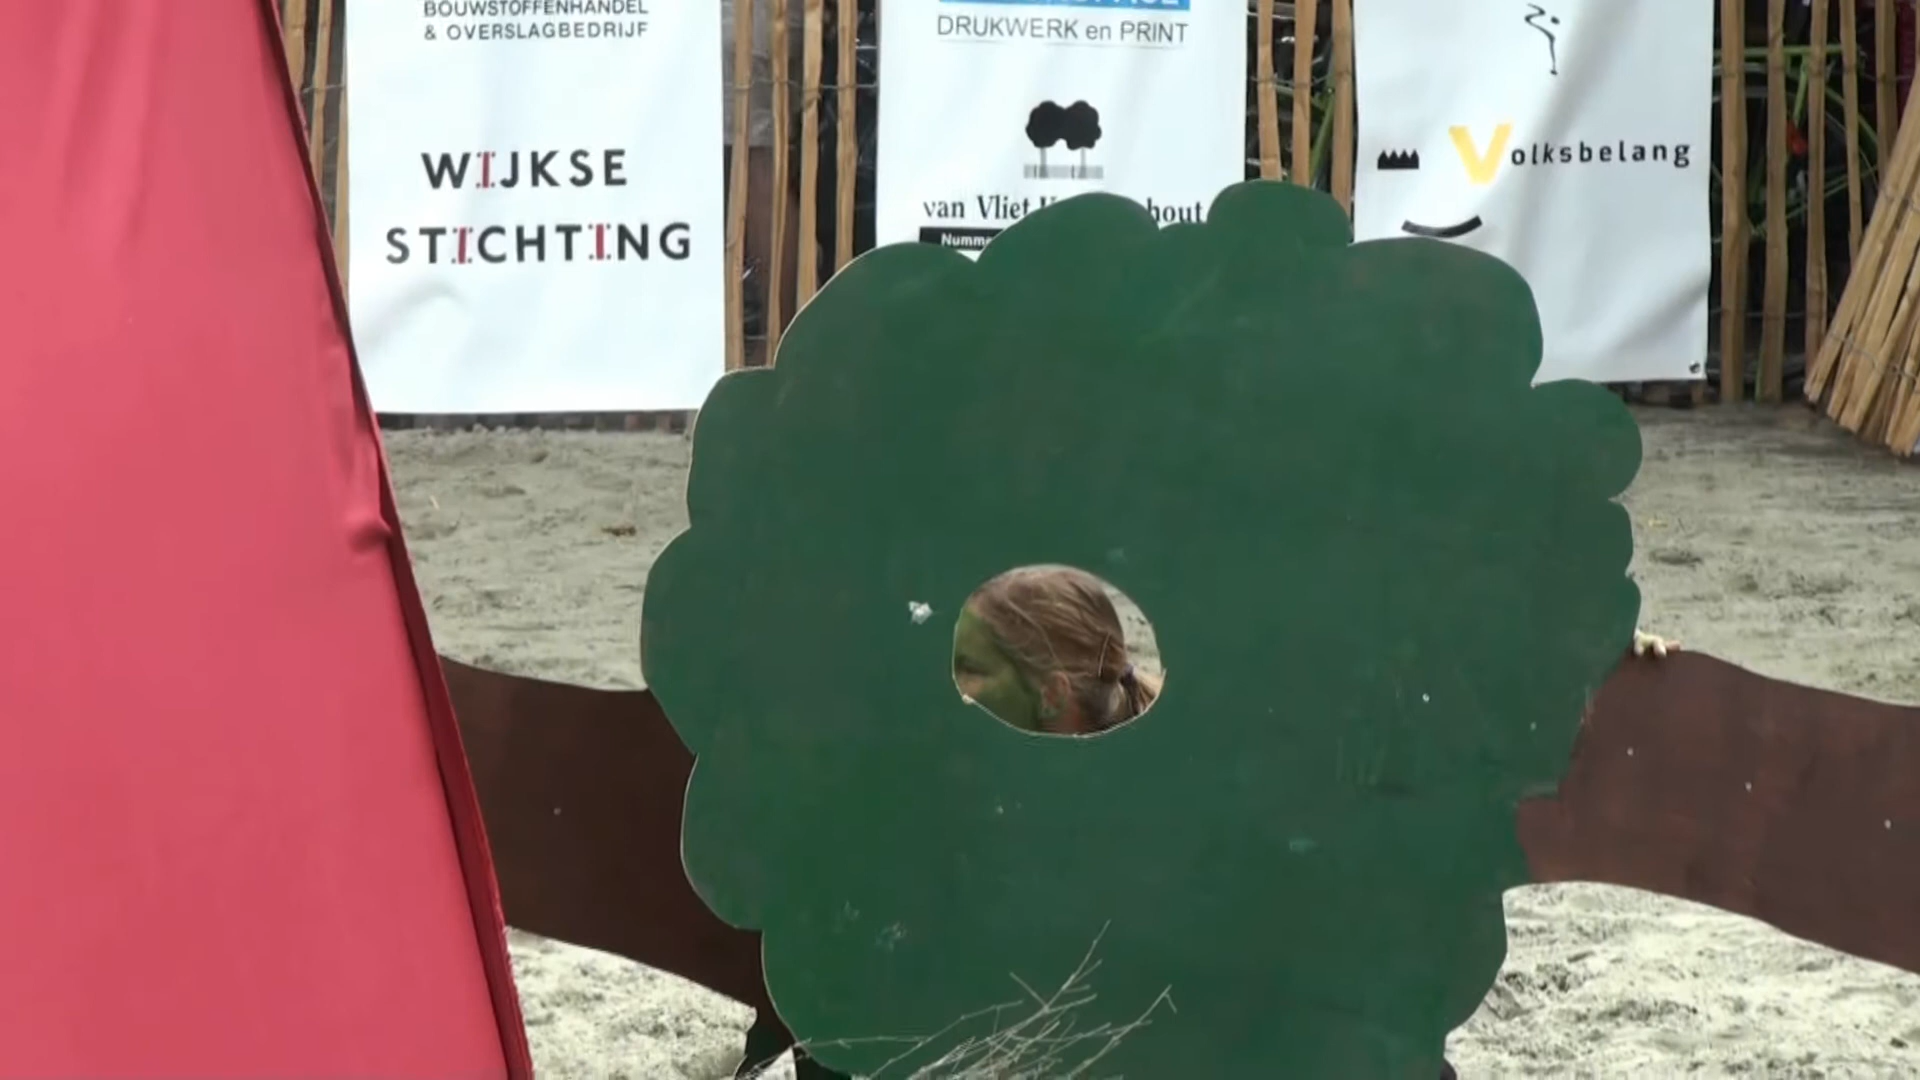 BOUWSTOFFENHANDEL
& OVERSLAGBEDRIJF
WIJKSE
STICHTING
DRUKWERK en PRINT
van Vliet
Volksbelang